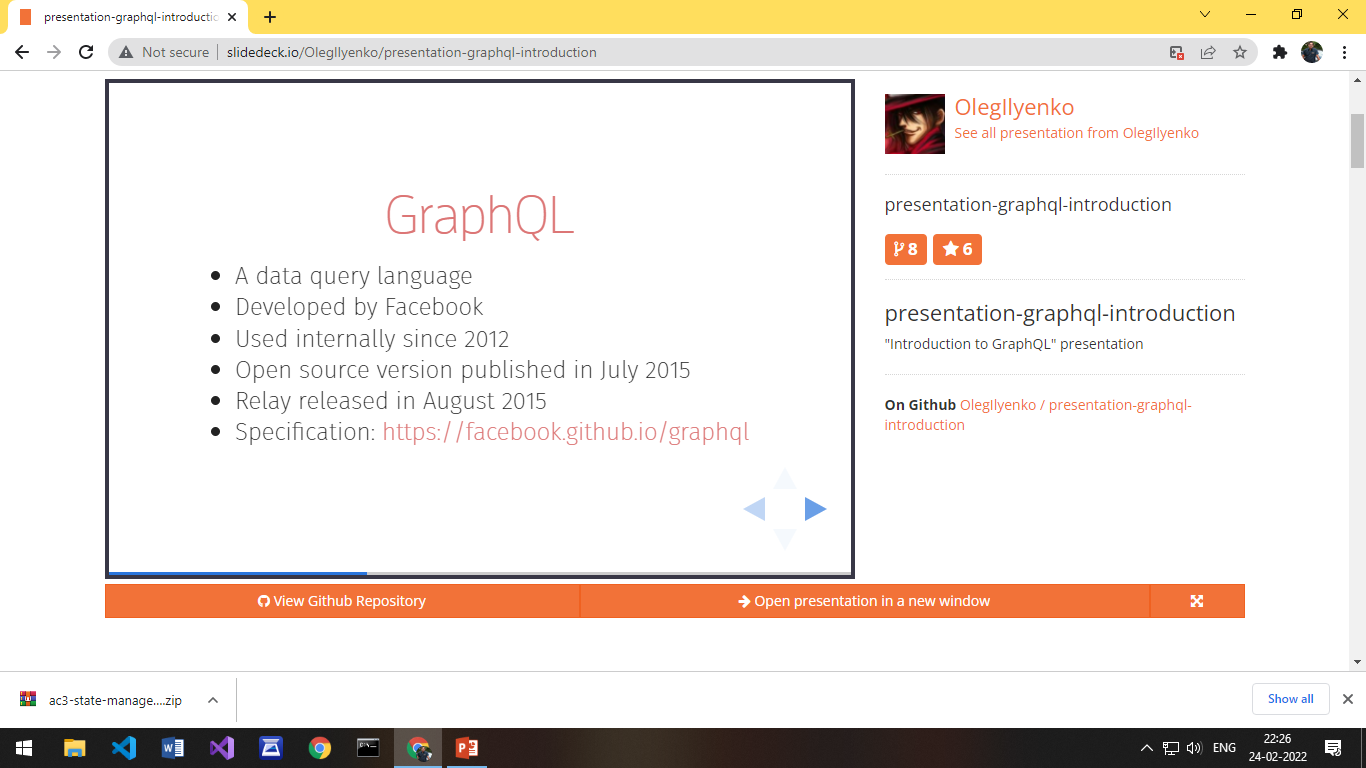 presentation-graphql-introductic
Not secure
slidedeck.io/OlegIlyenko/presentation-graphql-introduction
GraphQL
A data query language
Developed by Facebook
Used internally since 2012
Open source version published in July 2015
Relay released in August 2015
Specification: https://facebook.github.io/graphql
OlegIlyenko
See all presentation from OlegIlyenko
presentation-graphql-introduction
8 6
presentation-graphql-introduction
"Introduction to GraphQL" presentation
On Github OlegIlyenko / presentation-graphql-
introduction
View Github Repository
Open presentation in a new window
ac3-state-manage....zip
Show all
ENG
22:26
24-02-2022